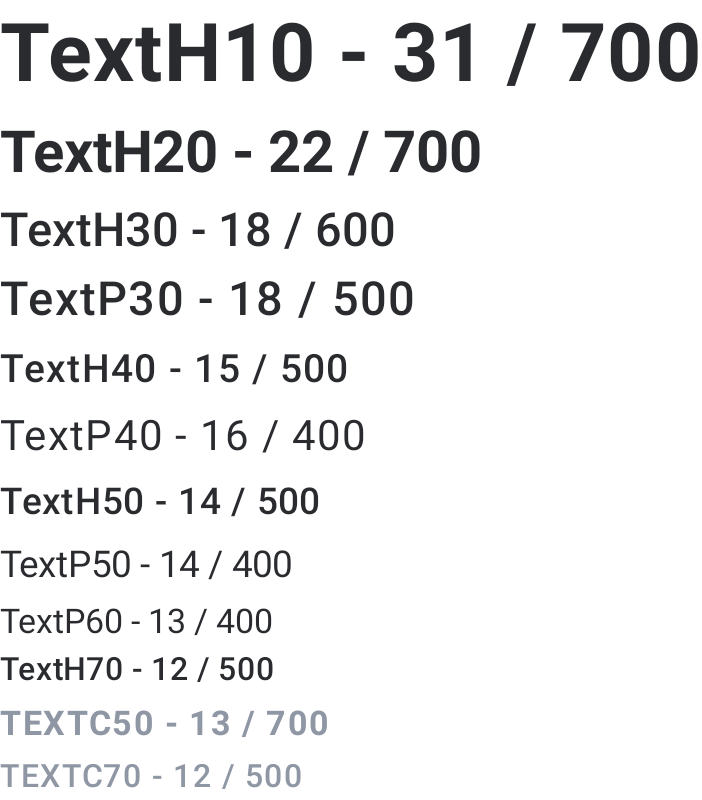 TextH10 - 31 / 700
TextH20 - 22 / 700
TextH30 - 18 / 600
TextP30 - 18 / 500
TextH40 - 15 / 500
TextP40 - 16 / 400
TextH50 - 14 / 500
TextP50 - 14 / 400
TextP60 - 13 / 400
TextH70 - 12 / 500
TEXTC50 - 13 / 700
TEXTC70 - 12 / 500